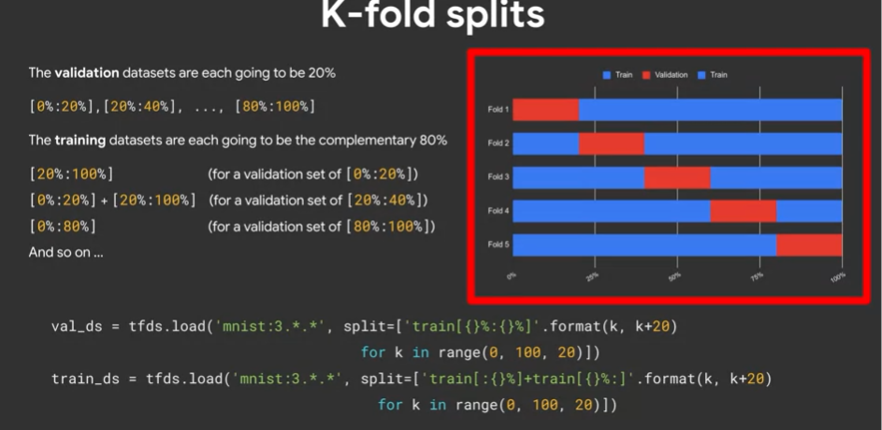 K-fold splits
The validation datasets are each going to be 20%
[0%:20%],[20%:40%], ..., [80%:100%]
The training datasets are each going to be the complementary 80%
[20%:100%] (for a validation set of [0%:20%])
[0%:20%]+[20%:100%] (for a validation set of [20%:40%])
[0%:80%] (for a validation set of [80%:100%])
And so on ...
Train Validation Train
Fold 1
Fold 2
Fold 3
Fold 4
Fold 5
0% 25% 50% 75% 100%
val_ds = tfds.load('mnist:3.*.*', split=['train[{}%:{}%]'.format(k, k+20)
for k in range(0, 100, 20)])
train_ds = tfds.load('mnist:3.*.*', split=['train[:{}%]+train[{}%:]'.format(k, k+20)
for k in range(0, 100, 20)])